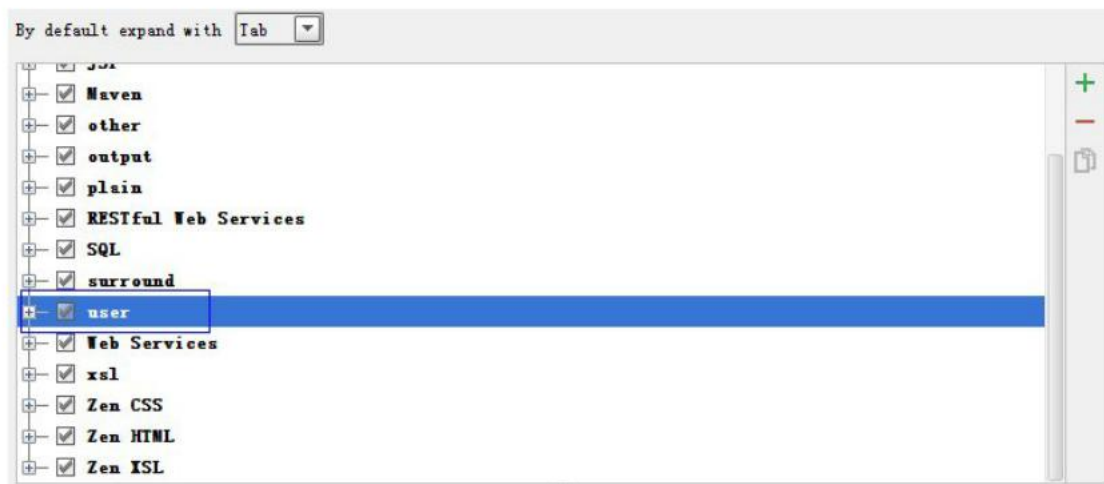 By default expand with Tab
Maven
other
output
plain
RESTful Web Services
SQL
surround
user
Web Services
xsl
Zen CSS
Zen HTML
Zen XSL